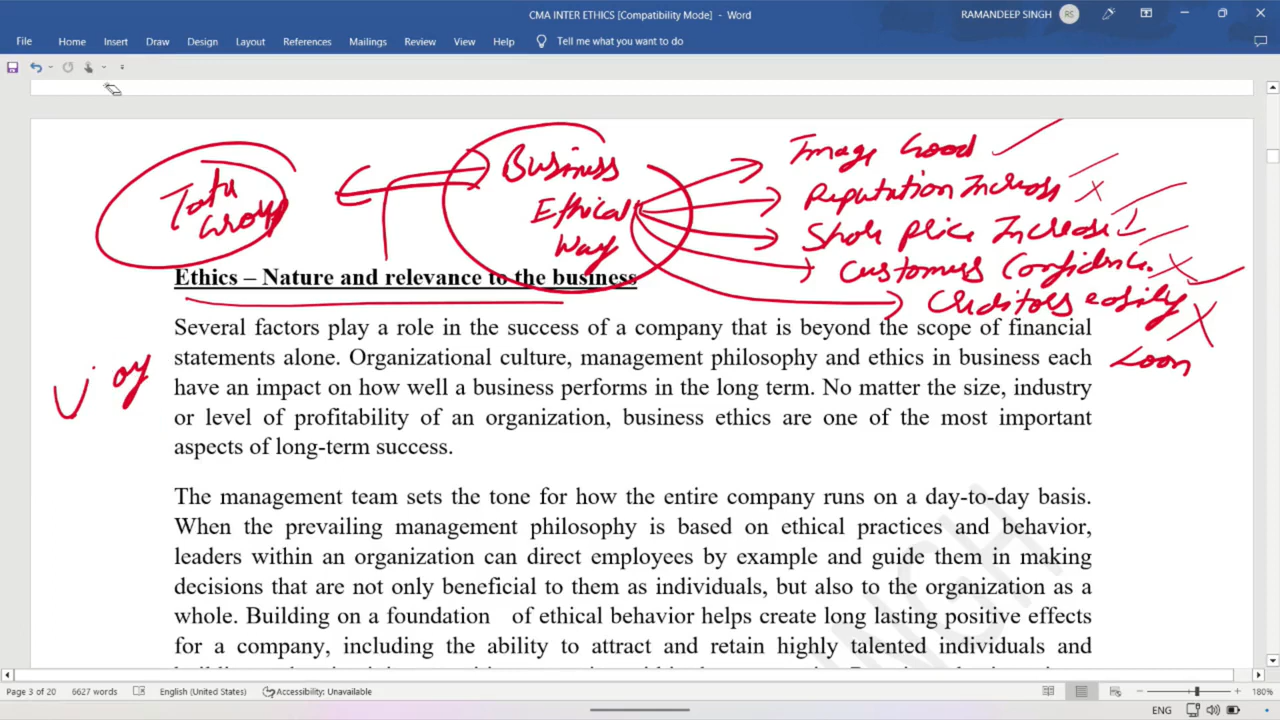 CMA INTER ETHICS [Compatibility Mode] - Word
RAMANDEEP SINGH RS
File Home Insert Draw Design Layout References Mailings Review View Help Tell me what you want to do
Image Good
Business
Reputation Increase
Tata
Group
Ethical
Share price Increase
Way
Customers Confidence
Ethics – Nature and relevance to the business
Creditors easily
Loan
Several factors play a role in the success of a company that is beyond the scope of financial
statements alone. Organizational culture, management philosophy and ethics in business each
have an impact on how well a business performs in the long term. No matter the size, industry
or level of profitability of an organization, business ethics are one of the most important
aspects of long-term success.
The management team sets the tone for how the entire company runs on a day-to-day basis.
When the prevailing management philosophy is based on ethical practices and behavior,
leaders within an organization can direct employees by example and guide them in making
decisions that are not only beneficial to them as individuals, but also to the organization as a
whole. Building on a foundation of ethical behavior helps create long lasting positive effects
for a company, including the ability to attract and retain highly talented individuals and
Page 3 of 20 6627 words English (United States) Accessibility: Unavailable 180%
ENG